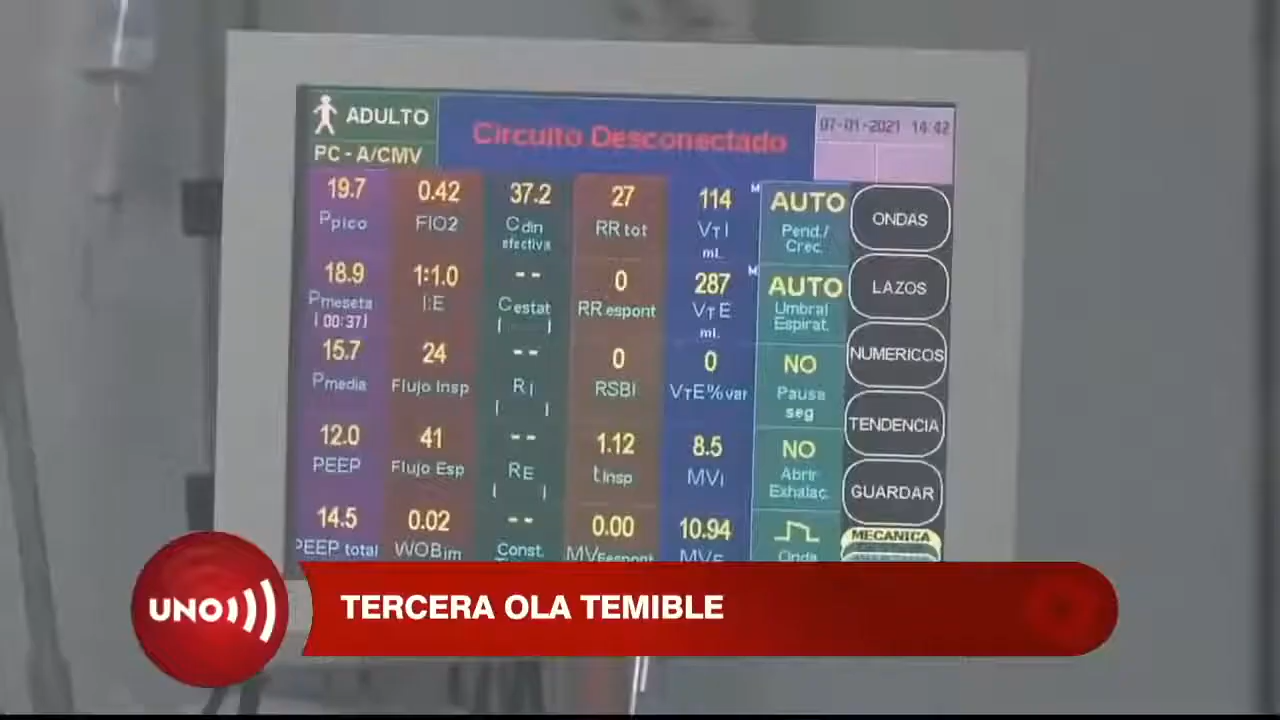 ADULTO
PC - A/CMV
Circuito Desconectado
07-01-2021 14:42
19.7 0.42 37.2 27 114 AUTO
Ppico FIO2 Cdin RR tot VTI Pend./
efectiva mL Crec.
ONDAS
18.9 1:1.0 -- 0 287 AUTO
Pmeseta I:E Cestat RR espont VTE Umbral
[ 00:37] [ ] mL Espirat.
LAZOS
15.7 24 -- 0 0 NO
Pmedia Flujo Insp RI RSBI VTE%var Pausa
[ ] seg
NUMERICOS
12.0 41 -- 1.12 8.5 NO
PEEP Flujo Esp RE tinsp MVI Abrir
[ ] Exhalac.
TENDENCIA
14.5 0.02 -- 0.00 10.94
PEEP total WOBim Const. MVEespont MVE Onda
GUARDAR
MECANICA
UNO
TERCERA OLA TEMIBLE